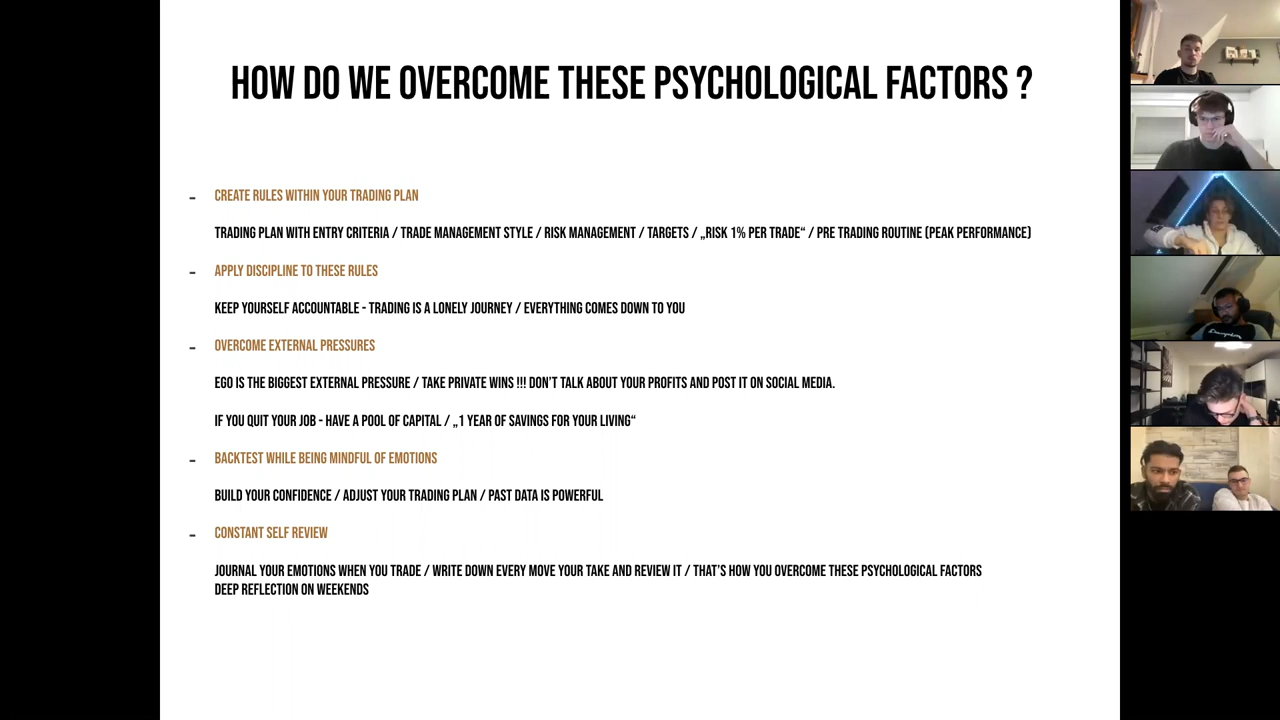 HOW DO WE OVERCOME THESE PSYCHOLOGICAL FACTORS ?
- CREATE RULES WITHIN YOUR TRADING PLAN
TRADING PLAN WITH ENTRY CRITERIA / TRADE MANAGEMENT STYLE / RISK MANAGEMENT / TARGETS / „RISK 1% PER TRADE“ / PRE TRADING ROUTINE (PEAK PERFORMANCE)
- APPLY DISCIPLINE TO THESE RULES
KEEP YOURSELF ACCOUNTABLE - TRADING IS A LONELY JOURNEY / EVERYTHING COMES DOWN TO YOU
- OVERCOME EXTERNAL PRESSURES
EGO IS THE BIGGEST EXTERNAL PRESSURE / TAKE PRIVATE WINS !!! DON'T TALK ABOUT YOUR PROFITS AND POST IT ON SOCIAL MEDIA.
IF YOU QUIT YOUR JOB - HAVE A POOL OF CAPITAL / „1 YEAR OF SAVINGS FOR YOUR LIVING“
- BACKTEST WHILE BEING MINDFUL OF EMOTIONS
BUILD YOUR CONFIDENCE / ADJUST YOUR TRADING PLAN / PAST DATA IS POWERFUL
- CONSTANT SELF REVIEW
JOURNAL YOUR EMOTIONS WHEN YOU TRADE / WRITE DOWN EVERY MOVE YOUR TAKE AND REVIEW IT / THAT'S HOW YOU OVERCOME THESE PSYCHOLOGICAL FACTORS
DEEP REFLECTION ON WEEKENDS